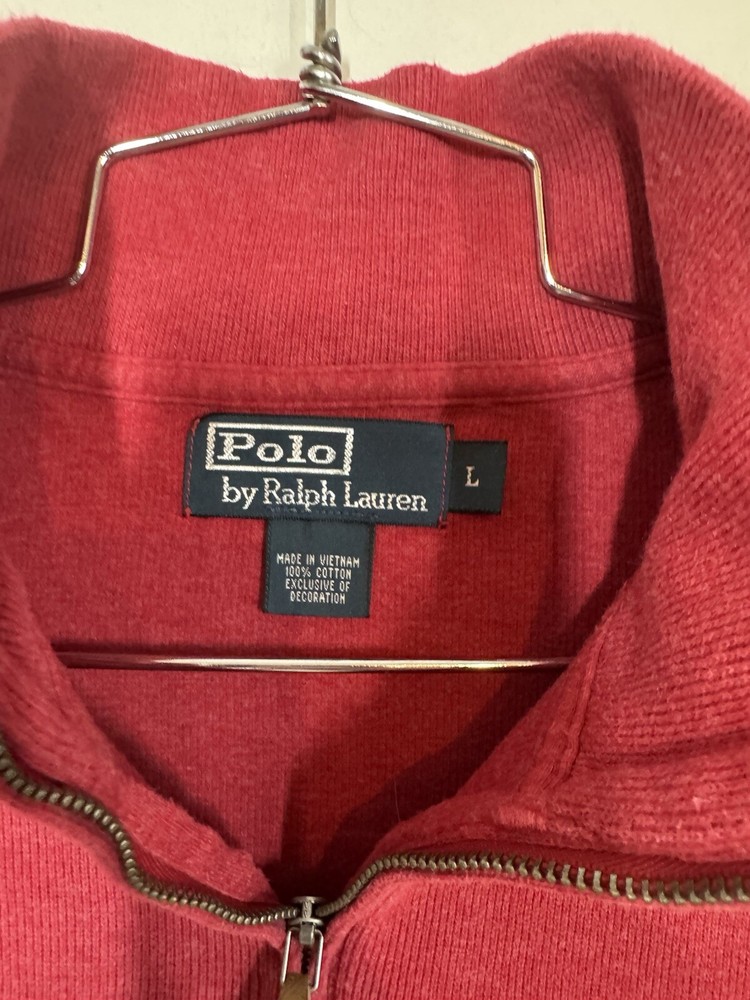 Polo
by Ralph Lauren
L
MADE IN VIETNAM
100% COTTON
EXCLUSIVE OF
DECORATION